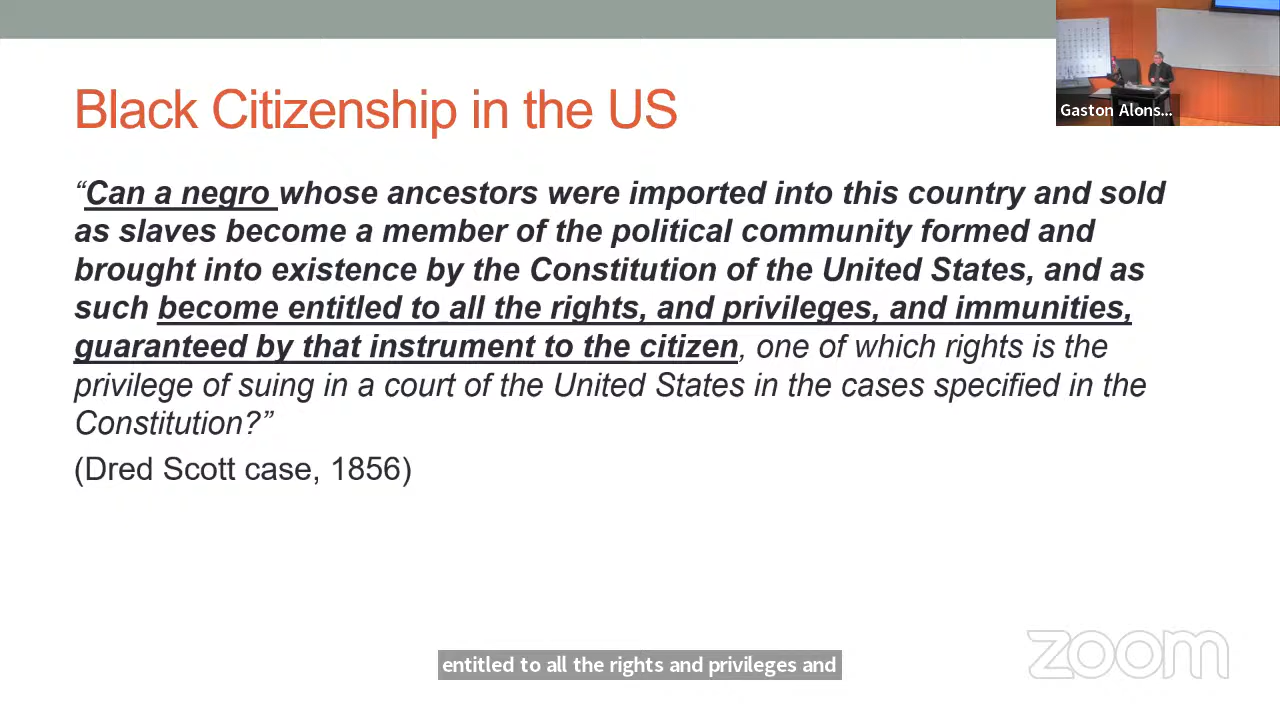 Gaston Alons...
Black Citizenship in the US
“Can a negro whose ancestors were imported into this country and sold
as slaves become a member of the political community formed and
brought into existence by the Constitution of the United States, and as
such become entitled to all the rights, and privileges, and immunities,
guaranteed by that instrument to the citizen, one of which rights is the
privilege of suing in a court of the United States in the cases specified in the
Constitution?”
(Dred Scott case, 1856)
entitled to all the rights and privileges and
zoom